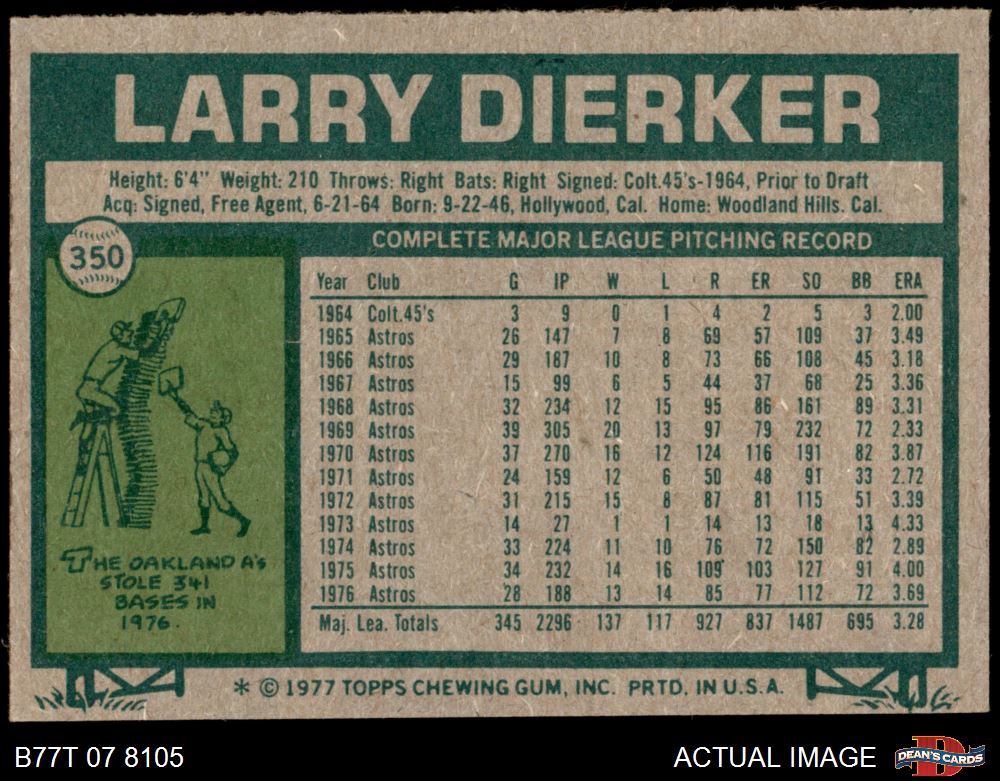 LARRY DIERKER
Height: 6'4" Weight: 210 Throws: Right Bats: Right Signed: Colt.45's-1964, Prior to Draft
Acq: Signed, Free Agent, 6-21-64 Born: 9-22-46, Hollywood, Cal. Home: Woodland Hills. Cal.
350
COMPLETE MAJOR LEAGUE PITCHING RECORD
Year Club G IP W L R ER SO BB ERA
1964 Colt.45's 3 9 0 1 4 2 5 3 2.00
1965 Astros 26 147 7 8 69 57 109 37 3.49
1966 Astros 29 187 10 8 73 66 108 45 3.18
1967 Astros 15 99 6 5 44 37 68 25 3.36
1968 Astros 32 234 12 15 95 86 161 89 3.31
1969 Astros 39 305 20 13 97 79 232 72 2.33
1970 Astros 37 270 16 12 124 116 191 82 3.87
1971 Astros 24 159 12 6 50 48 91 33 2.72
1972 Astros 31 215 15 8 87 81 115 51 3.39
1973 Astros 14 27 1 1 14 13 18 13 4.33
1974 Astros 33 224 11 10 76 72 150 82 2.89
1975 Astros 34 232 14 16 109 103 127 91 4.00
1976 Astros 28 188 13 14 85 77 112 72 3.69
Maj. Lea. Totals 345 2296 137 117 927 837 1487 695 3.28
THE OAKLAND A'S
STOLE 341
BASES IN
1976.
* © 1977 TOPPS CHEWING GUM, INC. PRTD. IN U.S.A.
B77T 07 8105
ACTUAL IMAGE
D
DEAN'S CARDS